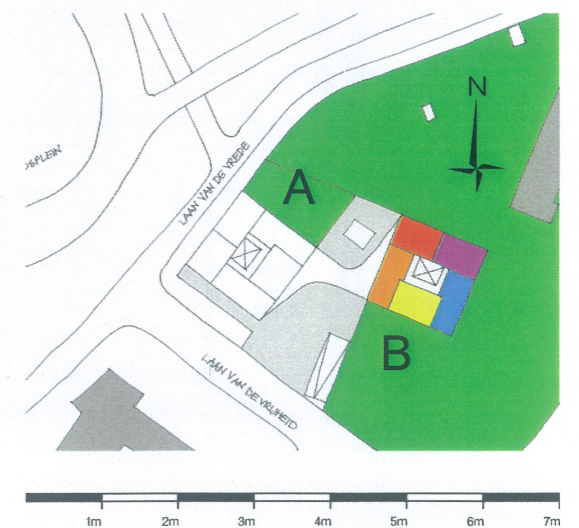 N
LAAN VAN DE VREDE
A
B
LAAN VAN DE VRIJHEID
1m 2m 3m 4m 5m 6m 7m